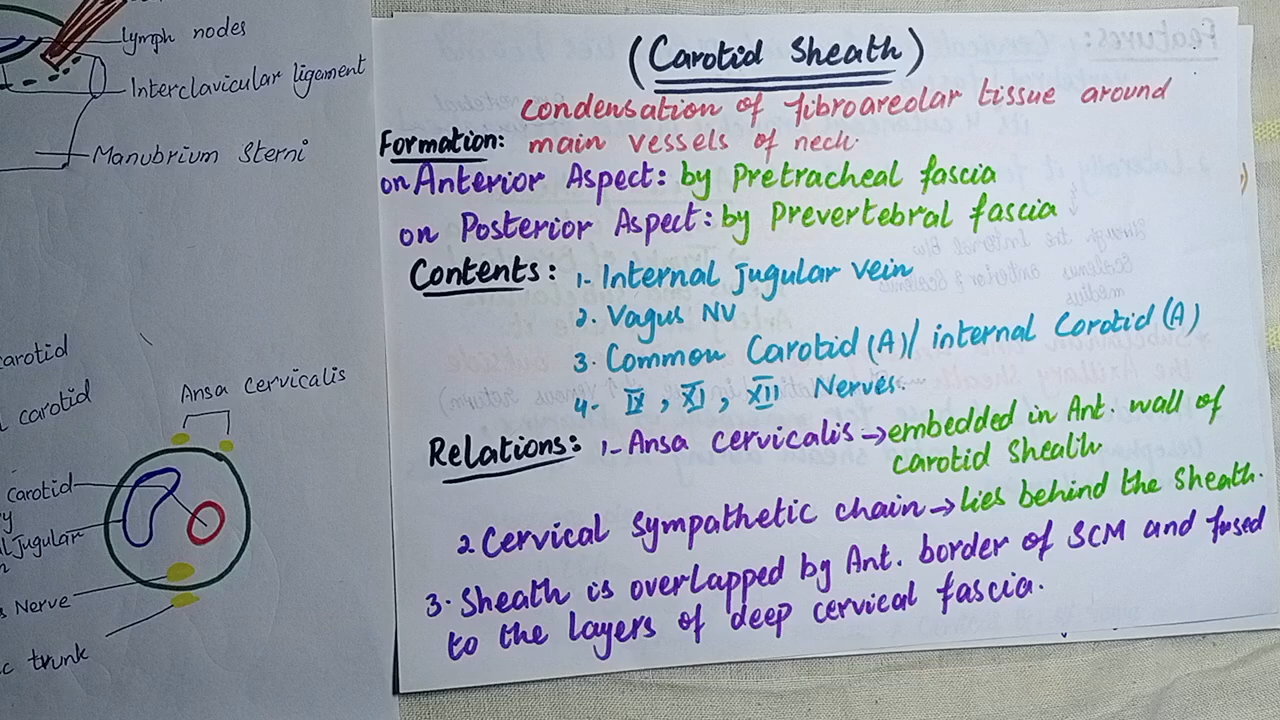 lymph nodes
Interclavicular ligament
Manubrium Sterni
carotid
carotid
Ansa cervicalis
carotid
Jugular
Nerve
trunk
(Carotid Sheath)
Condensation of fibroareolar tissue around
Formation: main vessels of neck.
on Anterior Aspect: by Pretracheal fascia
on Posterior Aspect: by Prevertebral fascia
Contents: 1. Internal Jugular vein
2. Vagus NV
3. Common Carotid (A)/ internal Corotid (A)
4. IX, XI, XII Nerves.
Relations: 1- Ansa cervicalis → embedded in Ant. wall of
carotid Sheath
2. Cervical Sympathetic chain → lies behind the Sheath.
3. Sheath is overlapped by Ant. border of SCM and fused
to the layers of deep cervical fascia.